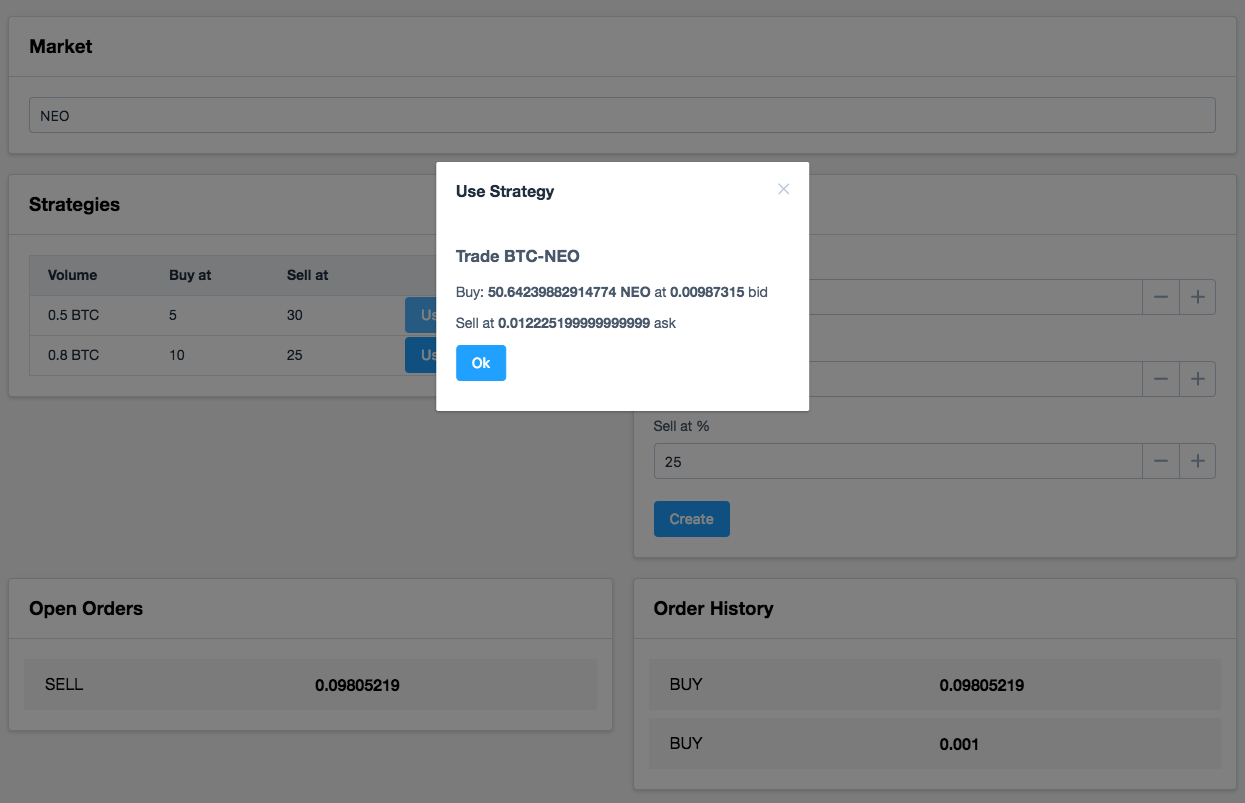 Market
NEO
Strategies
Volume Buy at Sell at
0.5 BTC 5 30
0.8 BTC 10 25
Use Strategy
Trade BTC-NEO
Buy: 50.64239882914774 NEO at 0.00987315 bid
Sell at 0.012225199999999999 ask
Ok
Sell at %
25
Create
Open Orders
SELL 0.09805219
Order History
BUY 0.09805219
BUY 0.001